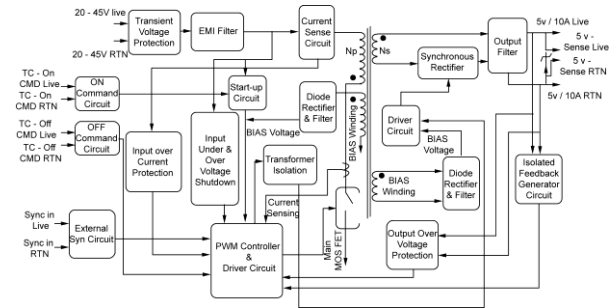 20 - 45V live
20 - 45V RTN
Transient
Voltage
Protection
EMI Filter
Current
Sense
Circuit
Np
Ns
Synchronous
Rectifier
Output
Filter
5v / 10A Live
5 v -
Sense Live
5 v -
Sense RTN
5v / 10A RTN
TC - On
CMD Live
TC - On
CMD RTN
ON
Command
Circuit
Start-up
Circuit
Diode
Rectifier
& Filter
BIAS Voltage
BIAS Winding
TC - Off
CMD Live
TC - Off
CMD RTN
OFF
Command
Circuit
Input over
Current
Protection
Input
Under &
Over
Voltage
Shutdown
Transformer
Isolation
Driver
Circuit
BIAS
Voltage
BIAS
Winding
Diode
Rectifier
& Filter
Isolated
Feedback
Generator
Circuit
Current
Sensing
Sync in
Live
Sync in
RTN
External
Syn Circuit
PWM Controller
&
Driver Circuit
Main
MOS FET
Output Over
Voltage
Protection